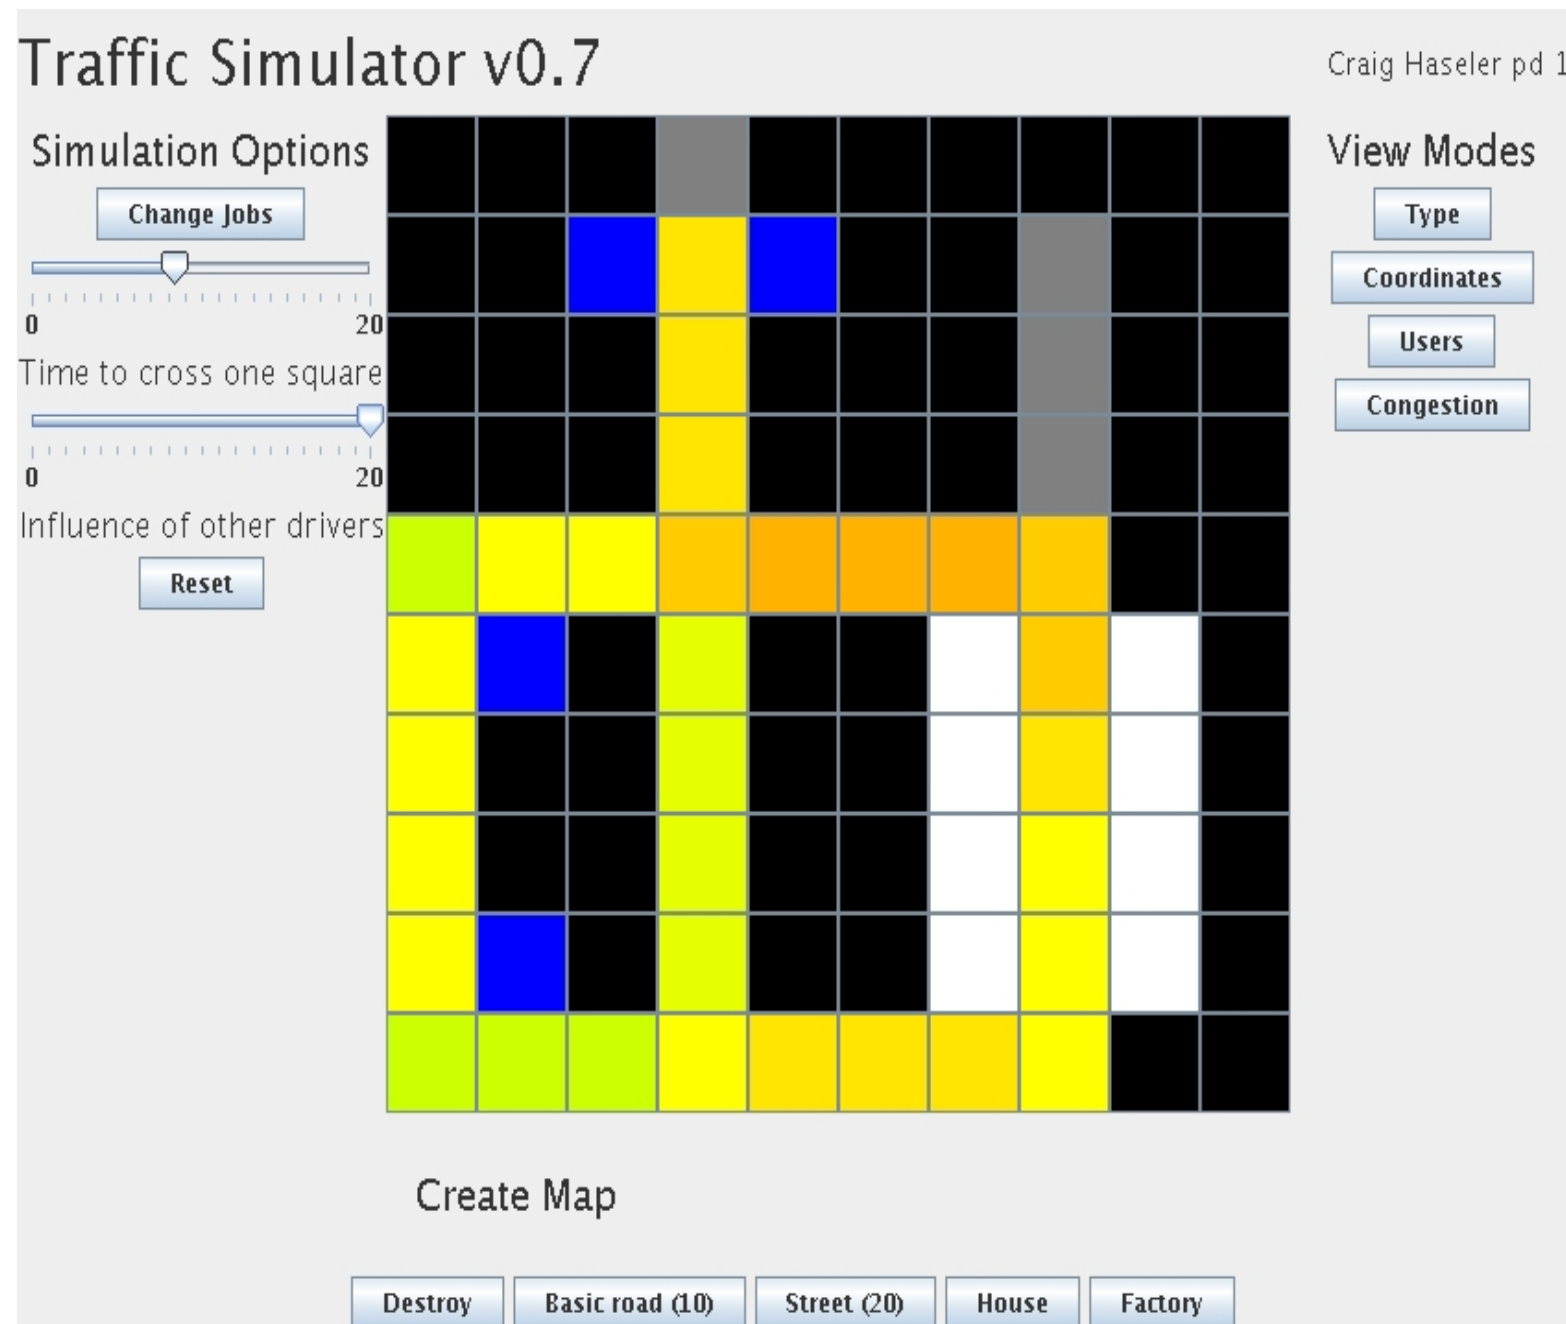 Traffic Simulator v0.7
Craig Haseler pd 1
Simulation Options
Change Jobs
0 20
Time to cross one square
0 20
Influence of other drivers
Reset
View Modes
Type
Coordinates
Users
Congestion
Create Map
Destroy
Basic road (10)
Street (20)
House
Factory